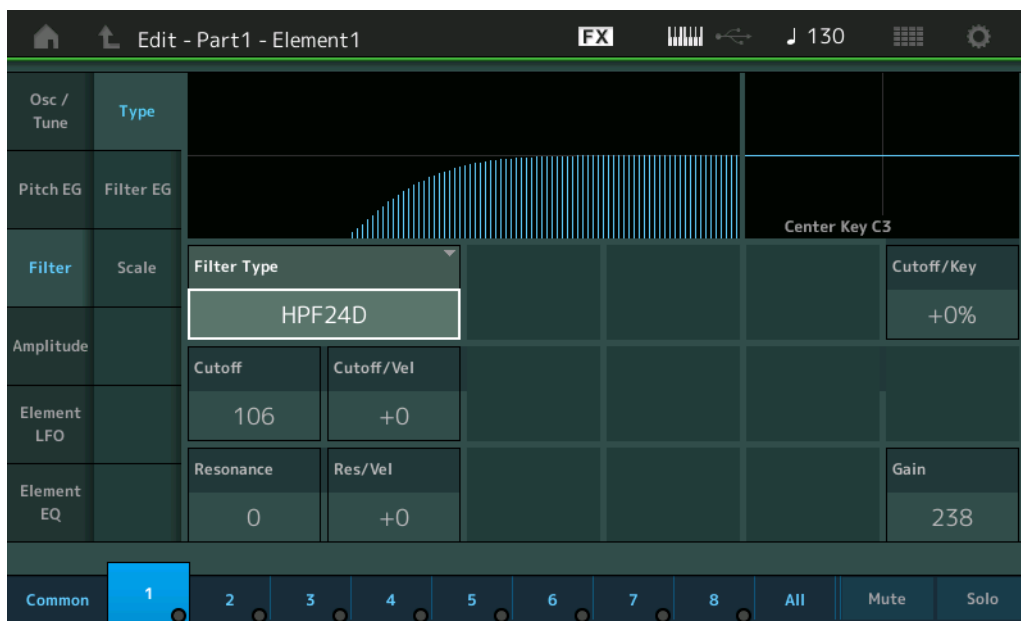 Edit - Part1 - Element1 FX ♩ 130
Osc / Tune
Type
Pitch EG
Filter EG
Center Key C3
Filter
Scale
Filter Type
HPF24D
Cutoff/Key
+0%
Amplitude
Cutoff
106
Cutoff/Vel
+0
Element LFO
Resonance
0
Res/Vel
+0
Gain
238
Element EQ
Common 1 2 3 4 5 6 7 8 All Mute Solo